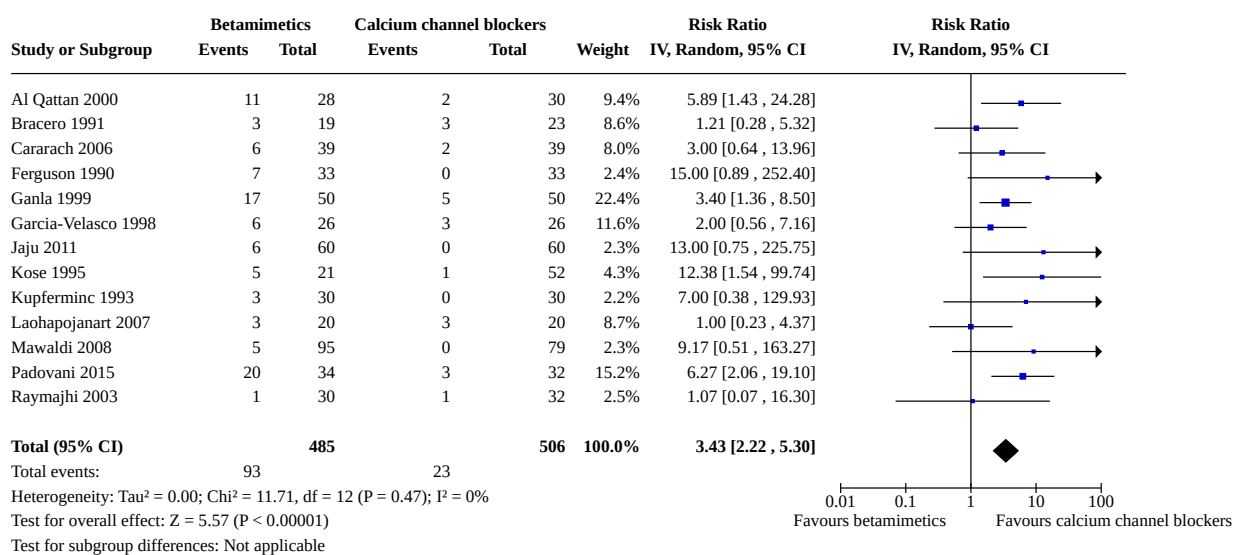 Betamimetics Calcium channel blockers Risk Ratio Risk Ratio
Study or Subgroup Events Total Events Total Weight IV, Random, 95% CI IV, Random, 95% CI
Al Qattan 2000 11 28 2 30 9.4% 5.89 [1.43 , 24.28]
Bracero 1991 3 19 3 23 8.6% 1.21 [0.28 , 5.32]
Cararach 2006 6 39 2 39 8.0% 3.00 [0.64 , 13.96]
Ferguson 1990 7 33 0 33 2.4% 15.00 [0.89 , 252.40]
Ganla 1999 17 50 5 50 22.4% 3.40 [1.36 , 8.50]
Garcia-Velasco 1998 6 26 3 26 11.6% 2.00 [0.56 , 7.16]
Jaju 2011 6 60 0 60 2.3% 13.00 [0.75 , 225.75]
Kose 1995 5 21 1 52 4.3% 12.38 [1.54 , 99.74]
Kupferminc 1993 3 30 0 30 2.2% 7.00 [0.38 , 129.93]
Laohapojanart 2007 3 20 3 20 8.7% 1.00 [0.23 , 4.37]
Mawaldi 2008 5 95 0 79 2.3% 9.17 [0.51 , 163.27]
Padovani 2015 20 34 3 32 15.2% 6.27 [2.06 , 19.10]
Raymajhi 2003 1 30 1 32 2.5% 1.07 [0.07 , 16.30]
Total (95% CI) 485 506 100.0% 3.43 [2.22 , 5.30]
Total events: 93 23
Heterogeneity: Tau² = 0.00; Chi² = 11.71, df = 12 (P = 0.47); I² = 0%
Test for overall effect: Z = 5.57 (P < 0.00001)
Test for subgroup differences: Not applicable
0.01 0.1 1 10 100
Favours betamimetics Favours calcium channel blockers